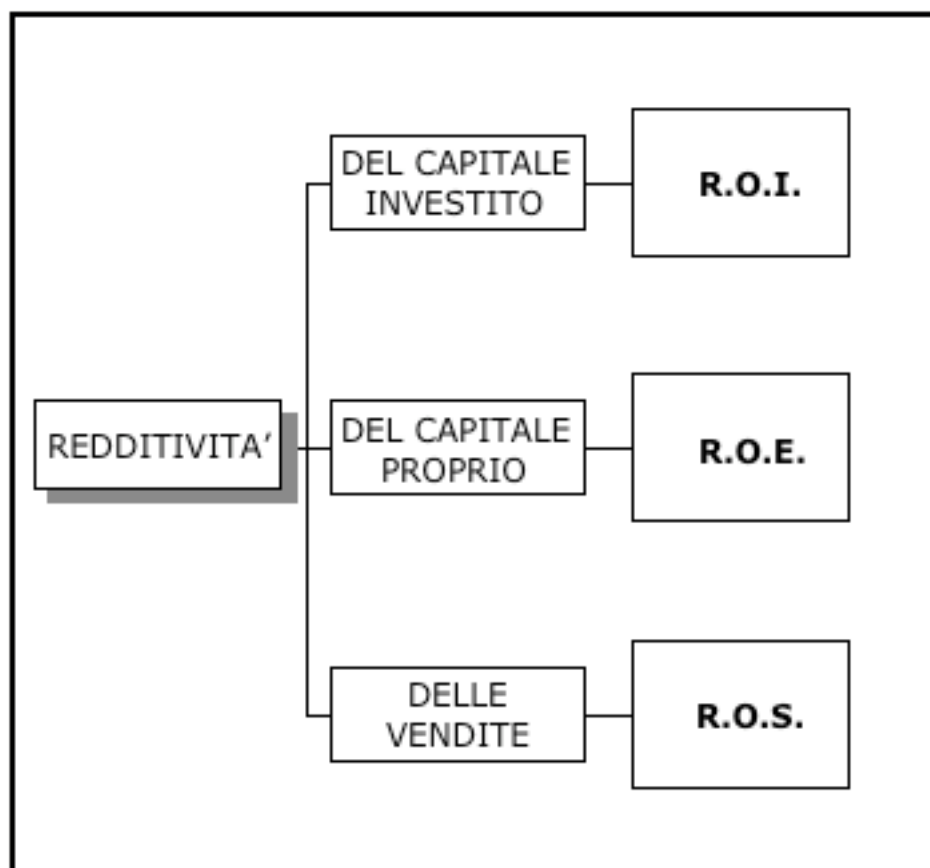 DEL CAPITALE
INVESTITO
R.O.I.
REDDITIVITA’
DEL CAPITALE
PROPRIO
R.O.E.
DELLE
VENDITE
R.O.S.